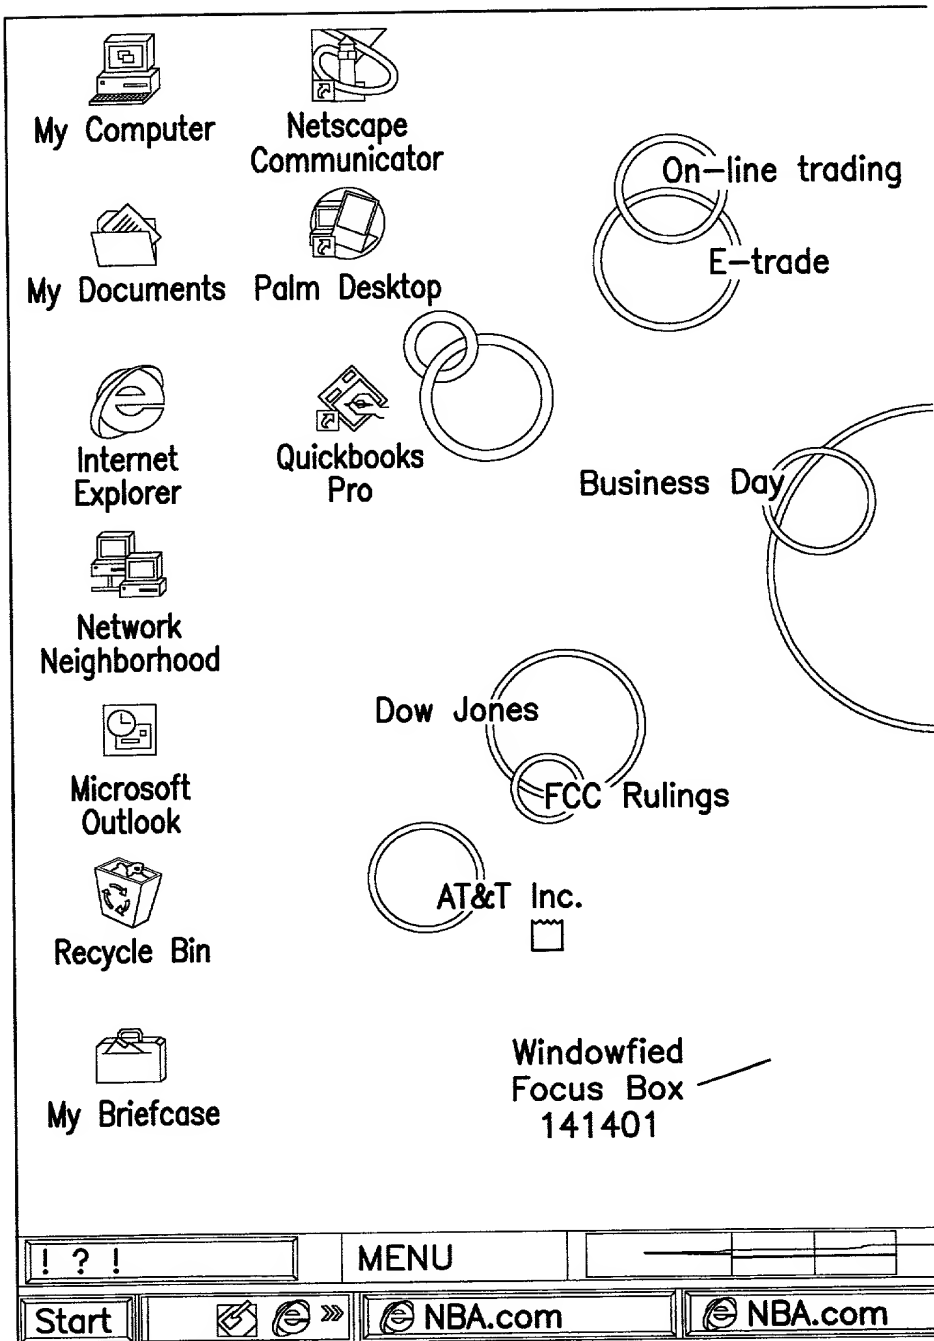 My Computer
Netscape
Communicator
On-line trading
E-trade
My Documents
Palm Desktop
Internet
Explorer
Quickbooks
Pro
Business Day
Network
Neighborhood
Dow Jones
FCC Rulings
Microsoft
Outlook
AT&T Inc.
Recycle Bin
Windowfied
Focus Box
141401
My Briefcase
! ? !
MENU
Start
»
NBA.com
NBA.com